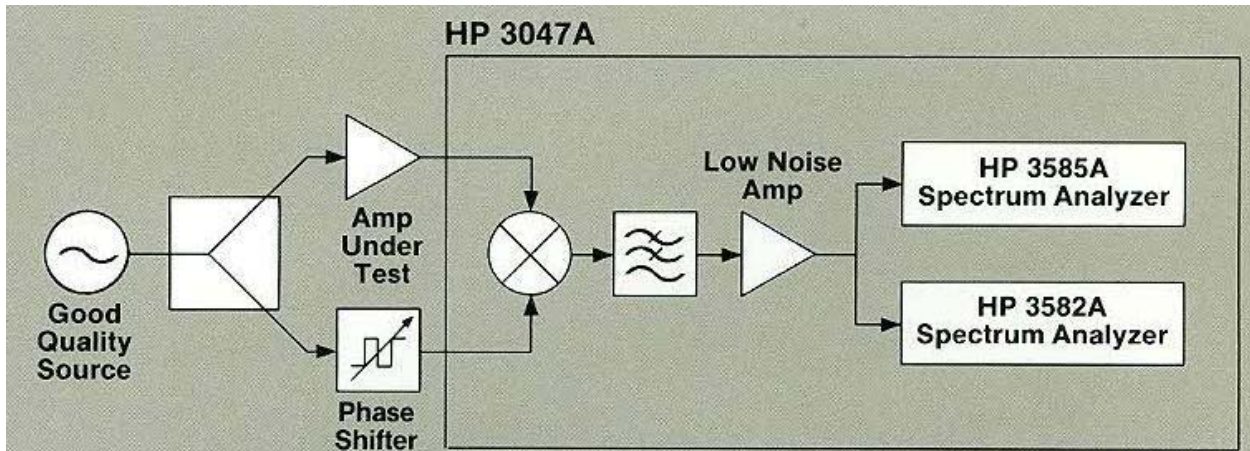 HP 3047A
Good
Quality
Source
Amp
Under
Test
Phase
Shifter
Low Noise
Amp
HP 3585A
Spectrum Analyzer
HP 3582A
Spectrum Analyzer